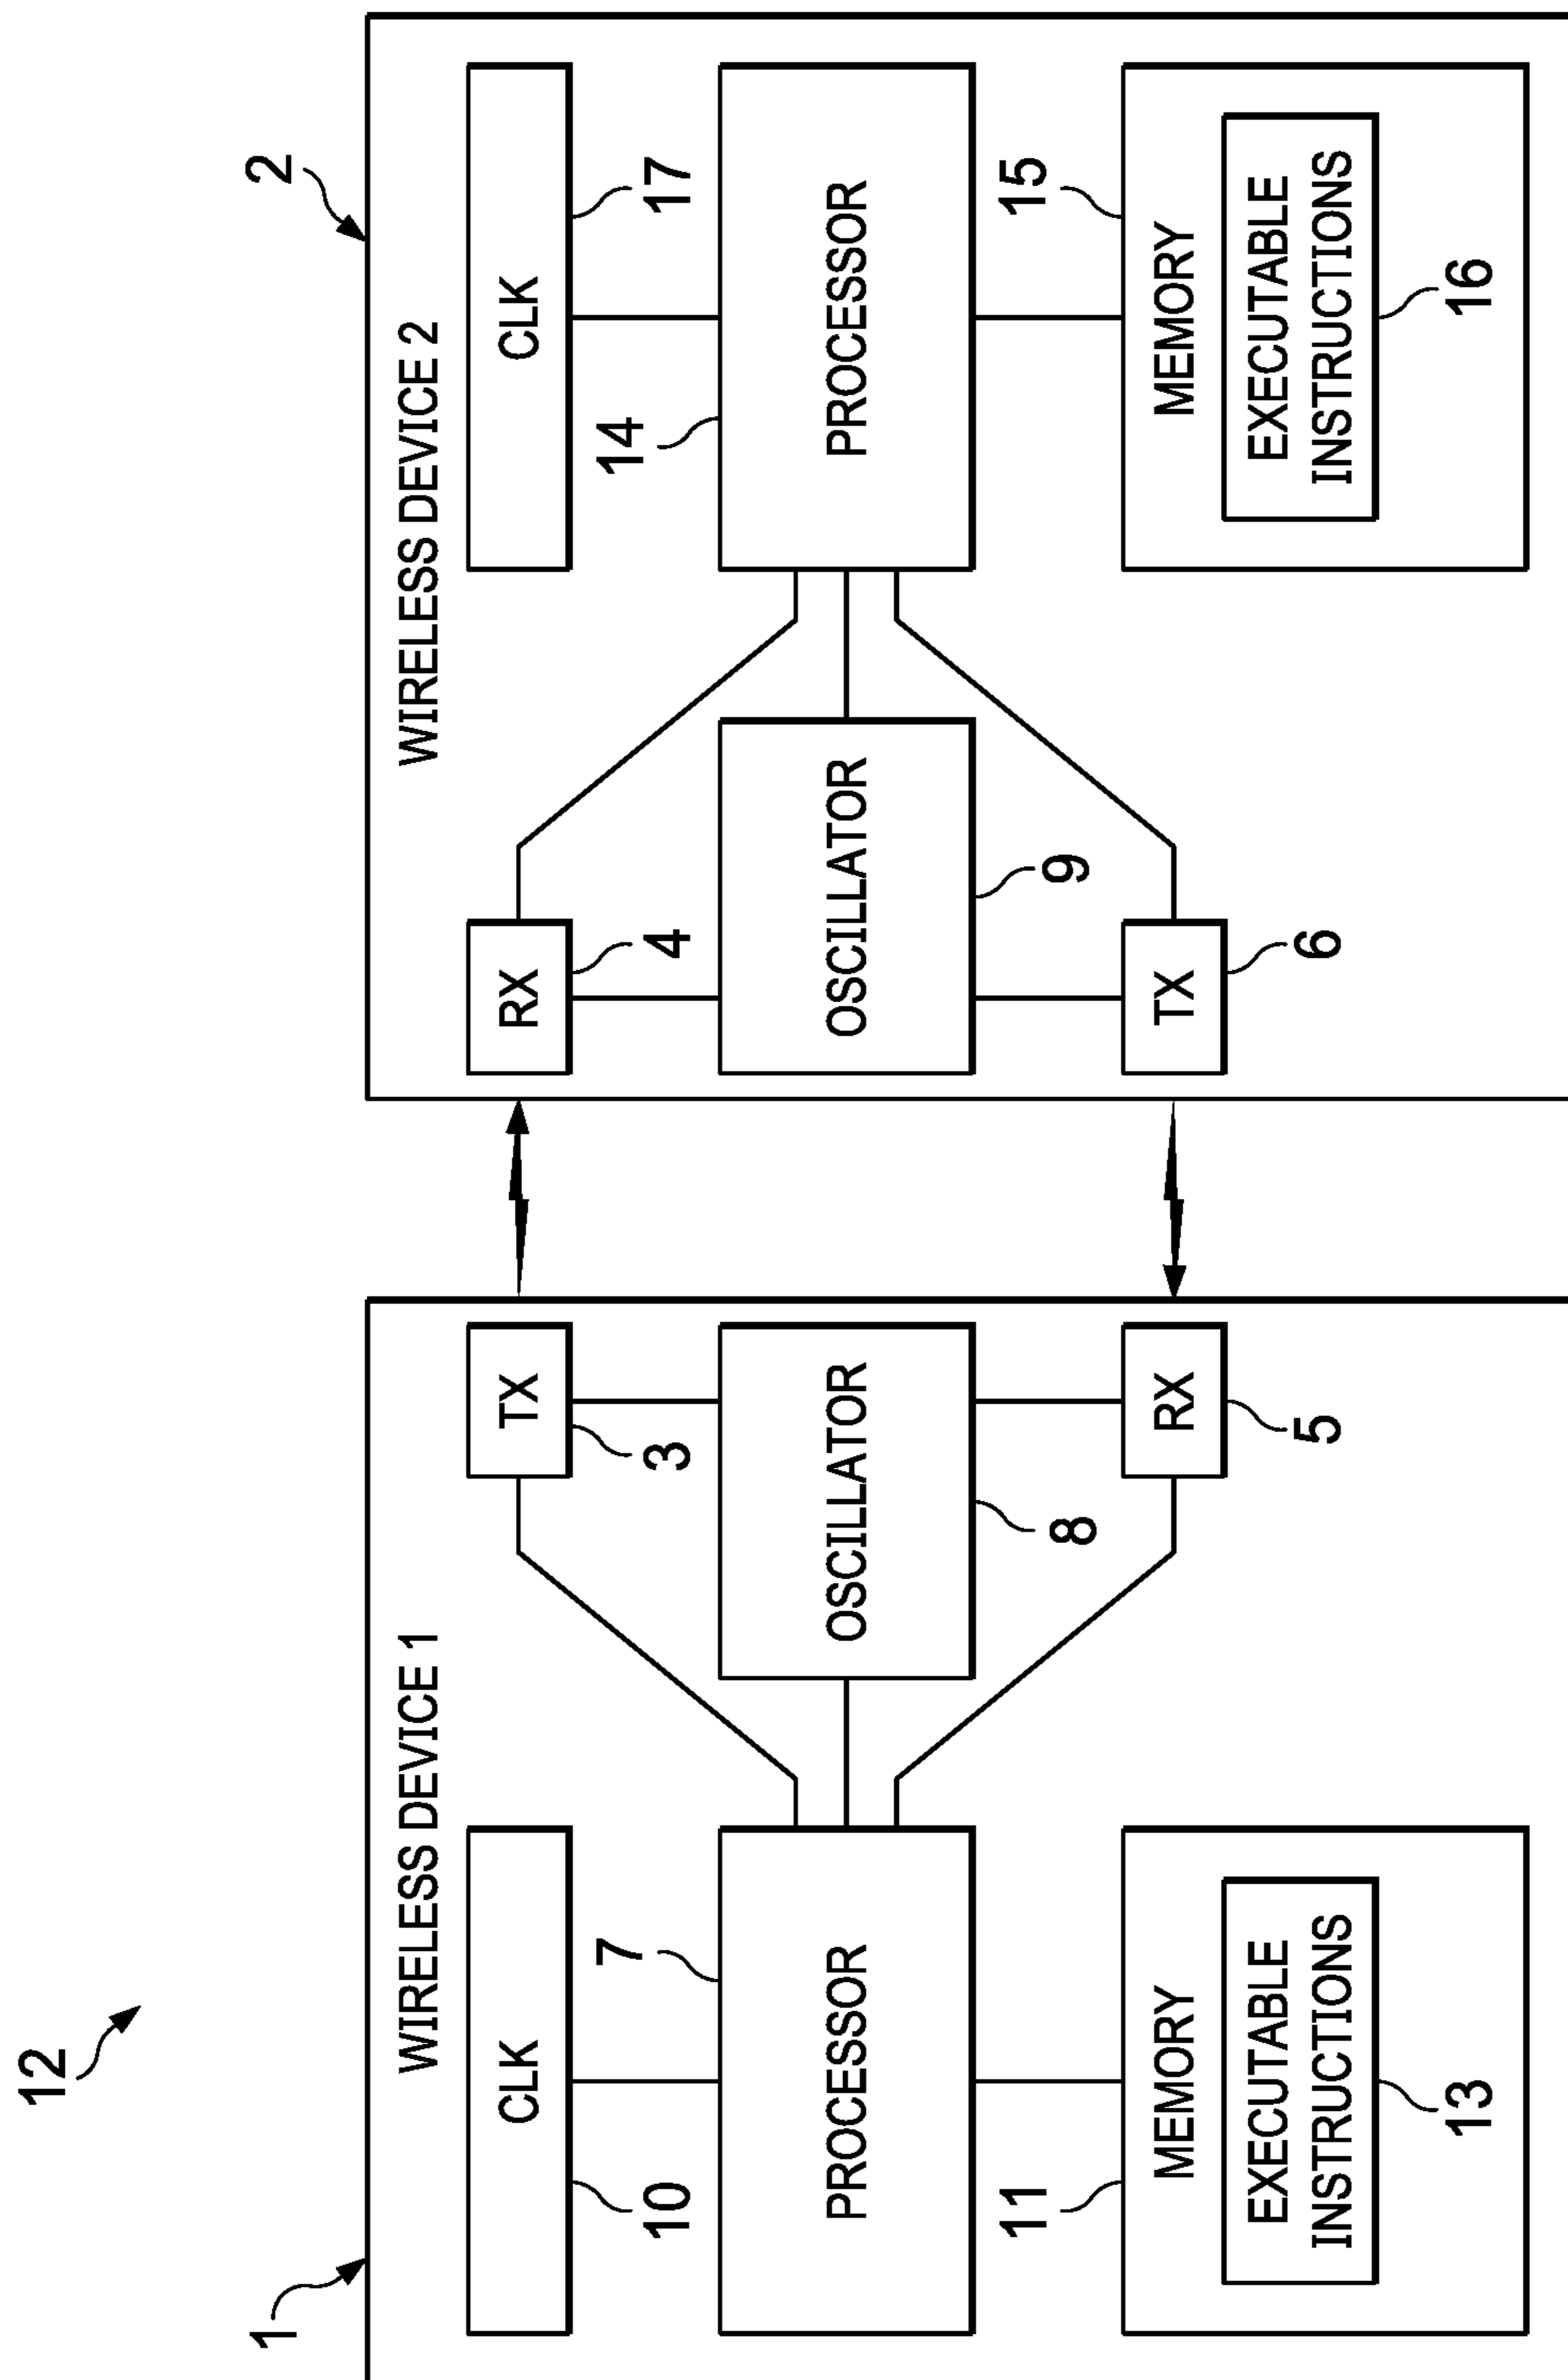 12
1
2
WIRELESS DEVICE 1
CLK
10
TX
3
7
PROCESSOR
OSCILLATOR
8
11
MEMORY
EXECUTABLE
INSTRUCTIONS
13
RX
5
WIRELESS DEVICE 2
RX
4
CLK
17
14
OSCILLATOR
9
PROCESSOR
TX
6
15
MEMORY
EXECUTABLE
INSTRUCTIONS
16